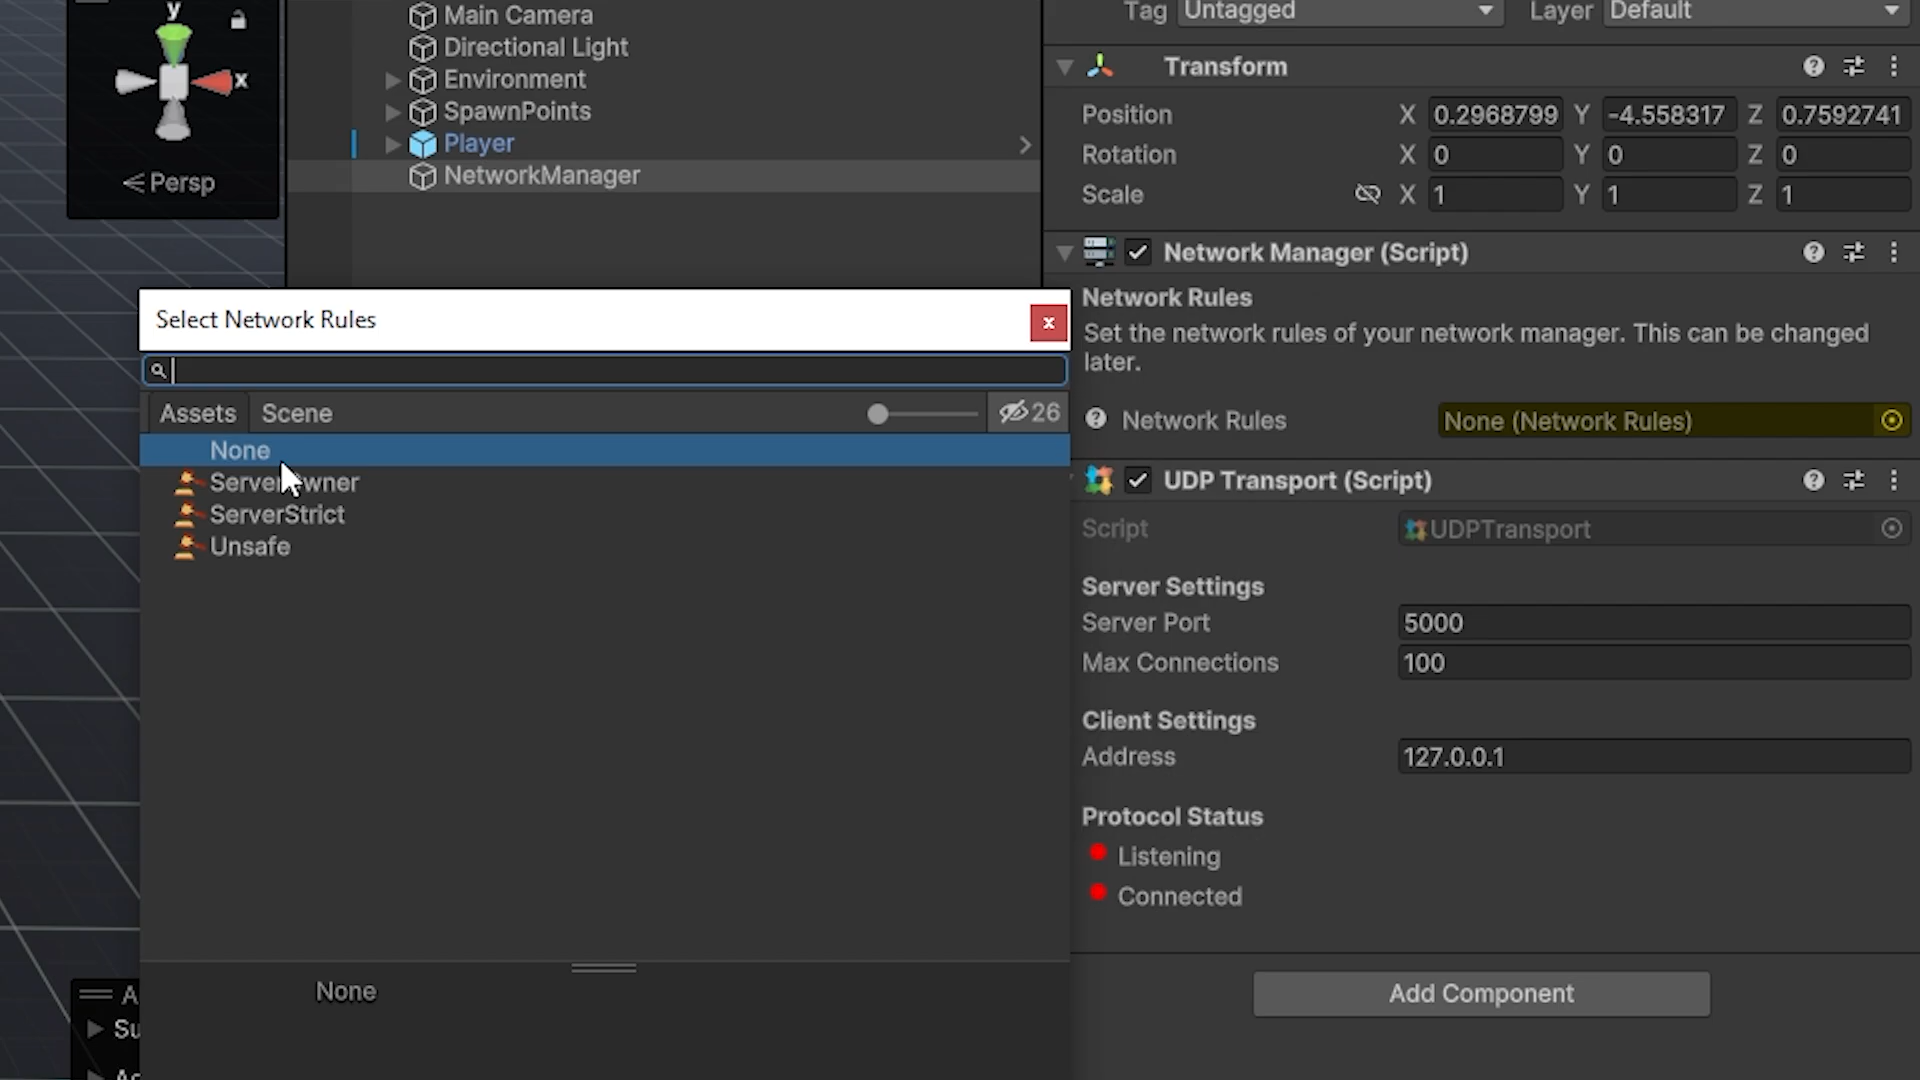 y
x
Persp
Main Camera
Directional Light
Environment
SpawnPoints
Player
NetworkManager
Tag Untagged Layer Default
Transform
Position X 0.2968799 Y -4.558317 Z 0.7592741
Rotation X 0 Y 0 Z 0
Scale X 1 Y 1 Z 1
Network Manager (Script)
Network Rules
Set the network rules of your network manager. This can be changed
later.
Network Rules None (Network Rules)
UDP Transport (Script)
Script UDPTransport
Server Settings
Server Port 5000
Max Connections 100
Client Settings
Address 127.0.0.1
Protocol Status
Listening
Connected
Add Component
Select Network Rules
Assets Scene 26
None
ServerOwner
ServerStrict
Unsafe
None
A
Su